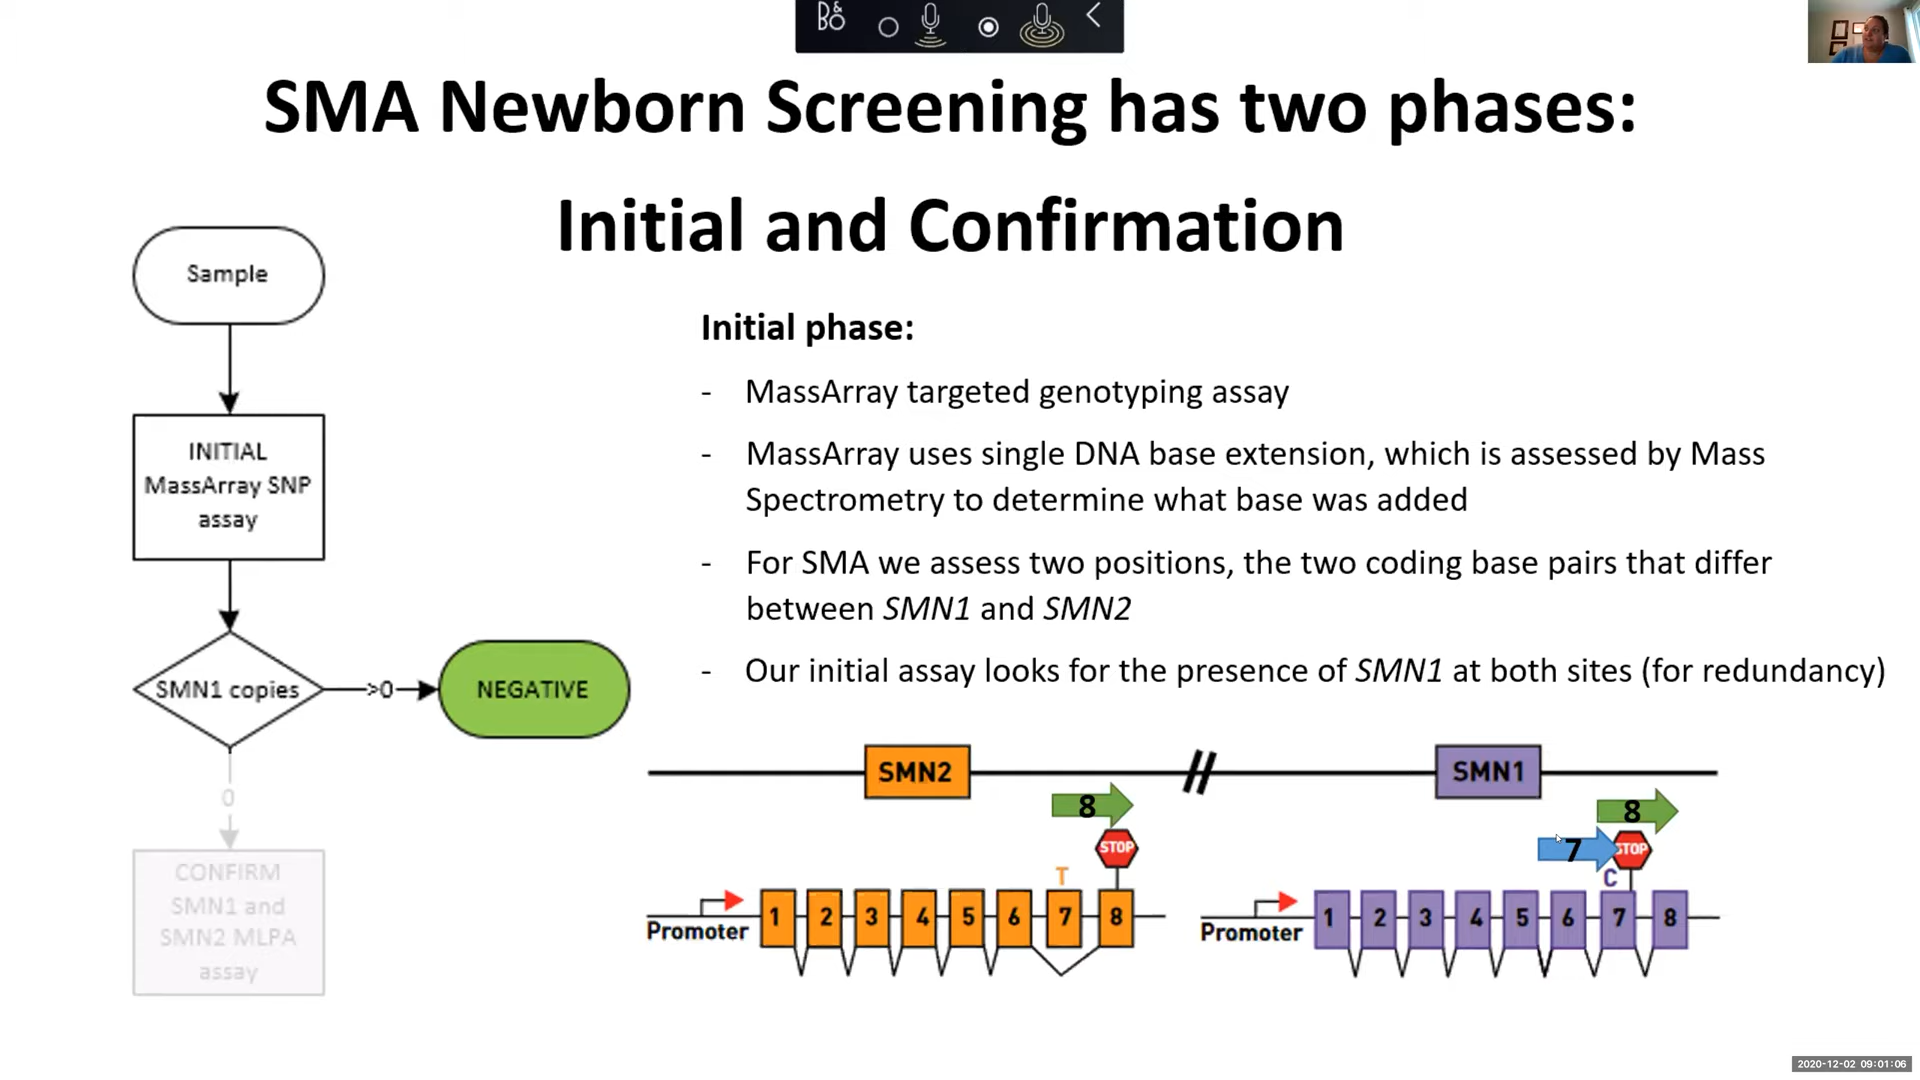 B&O
SMA Newborn Screening has two phases:
Initial and Confirmation
Sample
INITIAL
MassArray SNP
assay
SMN1 copies
>0
NEGATIVE
0
CONFIRM
SMN1 and
SMN2 MLPA
assay
Initial phase:
- MassArray targeted genotyping assay
- MassArray uses single DNA base extension, which is assessed by Mass
Spectrometry to determine what base was added
- For SMA we assess two positions, the two coding base pairs that differ
between SMN1 and SMN2
- Our initial assay looks for the presence of SMN1 at both sites (for redundancy)
SMN2
SMN1
8
8
STOP
7
STOP
T
C
Promoter
1 2 3 4 5 6 7 8
Promoter
1 2 3 4 5 6 7 8
2020-12-02 09:01:06